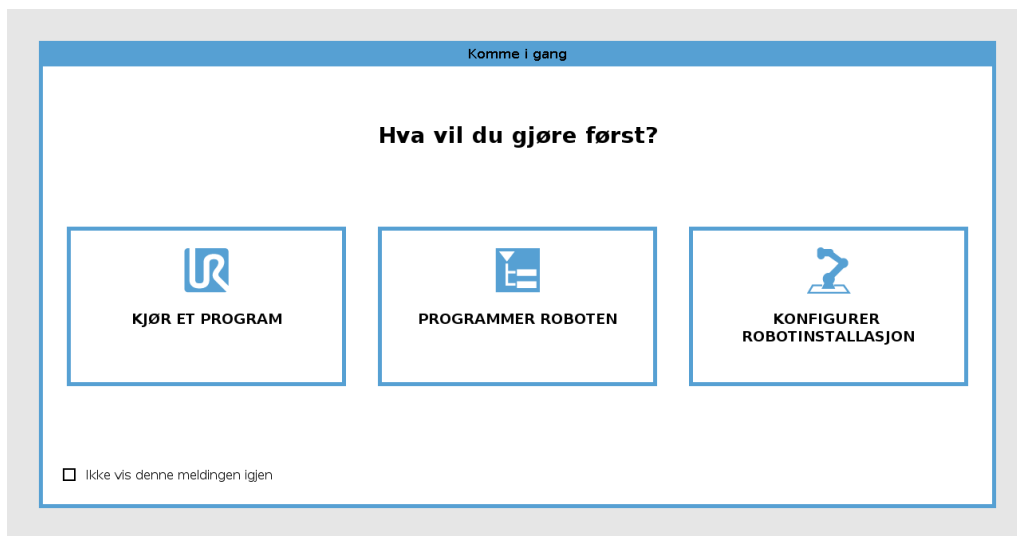 Komme i gang
Hva vil du gjøre først?
KJØR ET PROGRAM
PROGRAMMER ROBOTEN
KONFIGURER
ROBOTINSTALLASJON
Ikke vis denne meldingen igjen